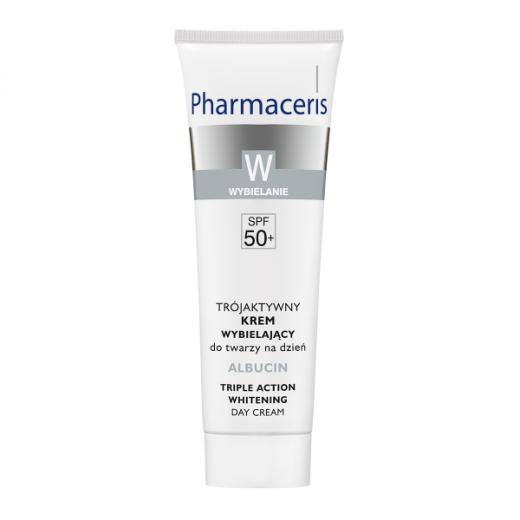 Pharmaceris
W
WYBIELANIE
SPF
50+
TRÓJAKTYWNY
KREM
WYBIELAJĄCY
do twarzy na dzień
ALBUCIN
TRIPLE ACTION
WHITENING
DAY CREAM